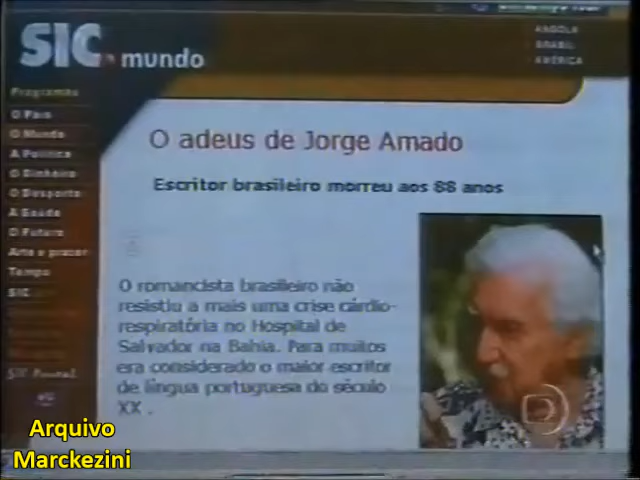 SIC mundo
ANGOLA
BRASIL
AMÉRICA
Programas
O País
O Mundo
A Política
O Dinheiro
O Desporto
A Saúde
O Futuro
Arte e prazer
Tempo
SIC
O adeus de Jorge Amado
Escritor brasileiro morreu aos 88 anos
O romancista brasileiro não
resistiu a mais uma crise cárdio-
respiratória no Hospital de
Salvador na Bahia. Para muitos
era considerado o maior escritor
de língua portuguesa do século
XX .
Arquivo
Marckezini